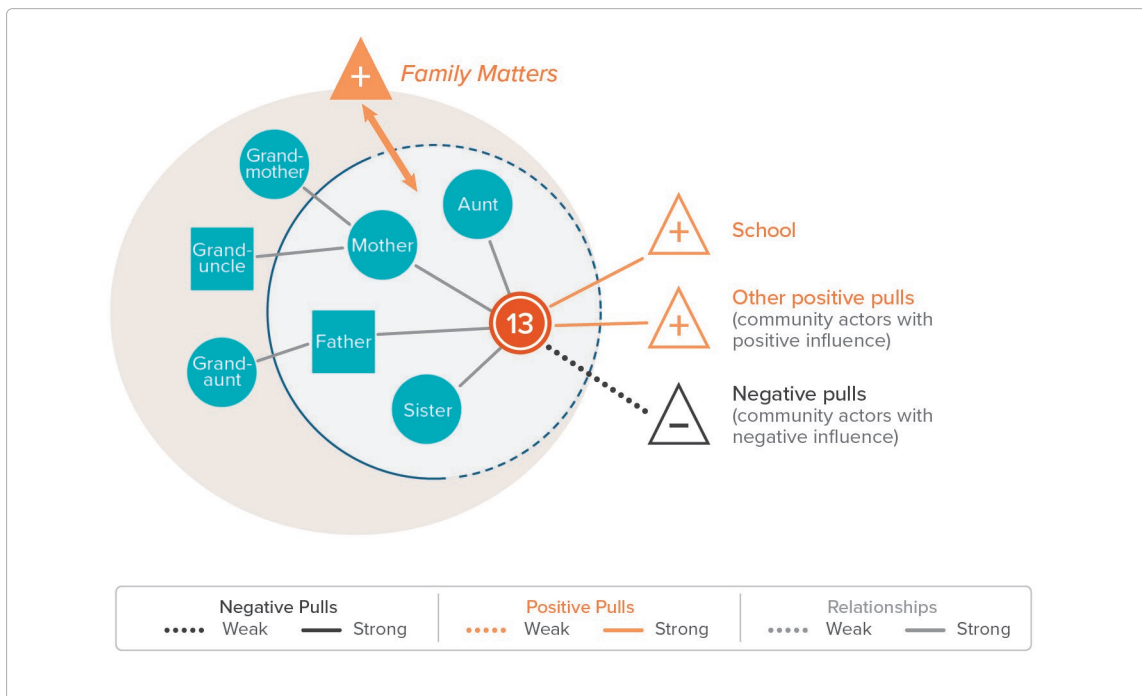 +
Family Matters
Grand-
mother
Aunt
Mother
Grand-
uncle
+
School
13
Father
+
Other positive pulls
(community actors with
positive influence)
Grand-
aunt
Sister
−
Negative pulls
(community actors with
negative influence)
Negative Pulls
Weak Strong
Positive Pulls
Weak Strong
Relationships
Weak Strong